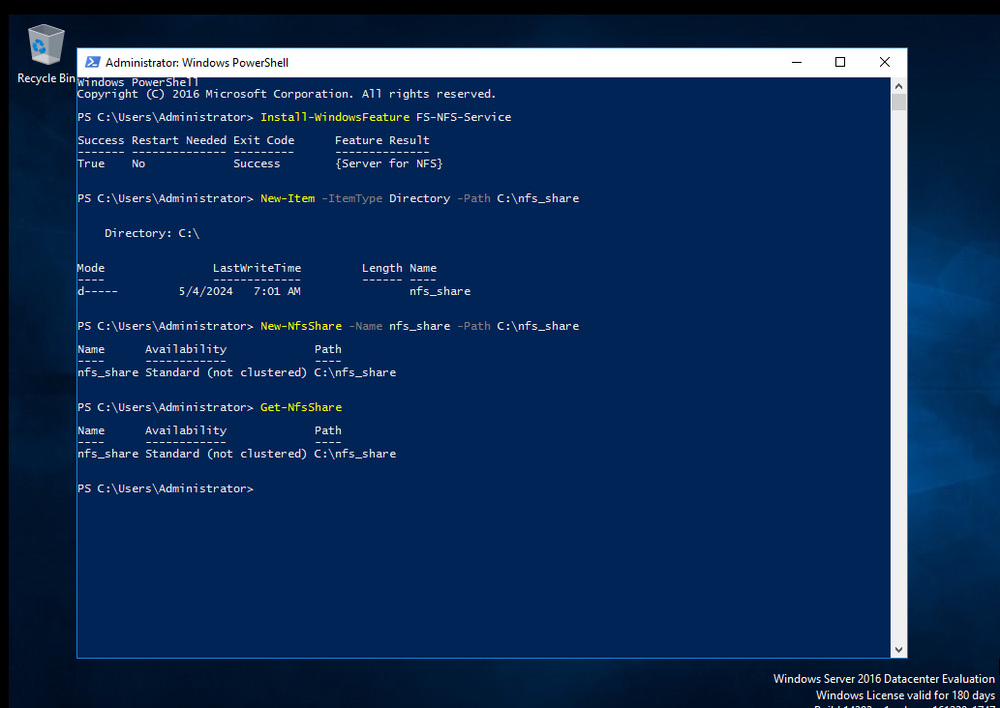 Recycle Bin
Administrator: Windows PowerShell
Windows PowerShell
Copyright (C) 2016 Microsoft Corporation. All rights reserved.
PS C:\Users\Administrator> Install-WindowsFeature FS-NFS-Service
Success Restart Needed Exit Code      Feature Result
------- -------------- ---------      --------------
True    No             Success        {Server for NFS}
PS C:\Users\Administrator> New-Item -ItemType Directory -Path C:\nfs_share
    Directory: C:\
Mode                LastWriteTime         Length Name
----                -------------         ------ ----
d-----         5/4/2024   7:01 AM                nfs_share
PS C:\Users\Administrator> New-NfsShare -Name nfs_share -Path C:\nfs_share
Name      Availability             Path
----      ------------             ----
nfs_share Standard (not clustered) C:\nfs_share
PS C:\Users\Administrator> Get-NfsShare
Name      Availability             Path
----      ------------             ----
nfs_share Standard (not clustered) C:\nfs_share
PS C:\Users\Administrator>
Windows Server 2016 Datacenter Evaluation
Windows License valid for 180 days